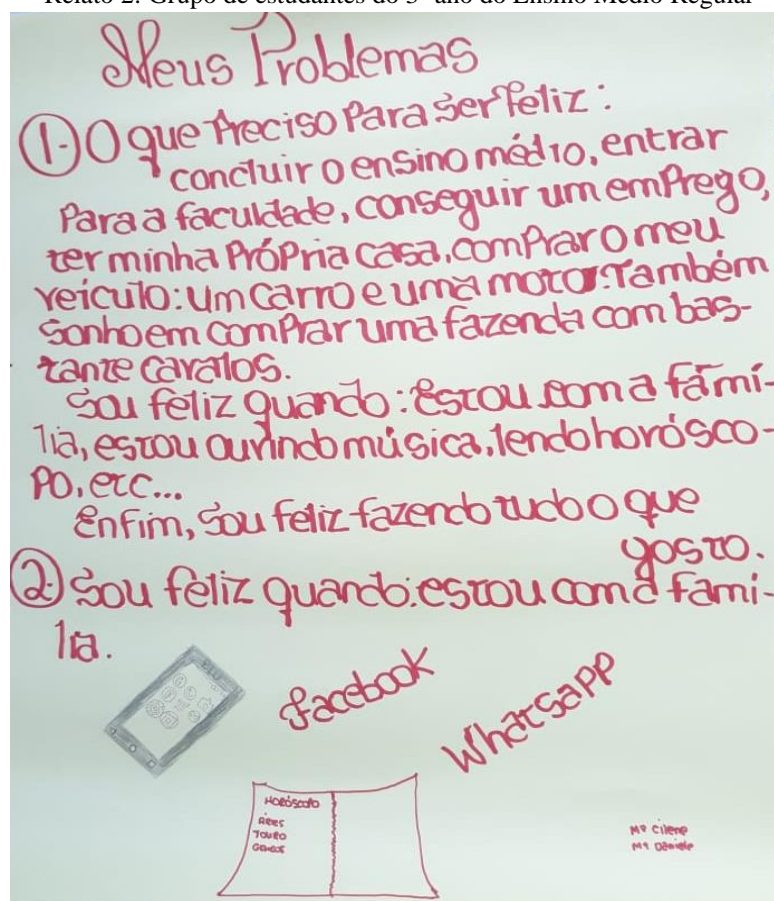 Relato 2: Grupo de estudantes do 3º ano do Ensino Médio Regular
Meus Problemas
1-) O que Preciso Para ser feliz:
concluir o ensino médio, entrar
Para a faculdade, conseguir um emPrego,
ter minha PróPria casa, comPrar o meu
veículo: um carro e uma moto. Também
sonho em comPrar uma fazenda com bas-
tante cavalos.
Sou feliz quando: Estou com a fámí-
lia, estou ouvindo música, lendo horósco-
PO, etc...
Enfim, sou feliz fazendo tudo o que
gosto.
2- Sou feliz quando: estou com a famí-
lia.
BLU
Facebook
WhatsaPP
HOROSCOPO
ÁRIES
TOURO
Mª Cilene
Mª Daniele